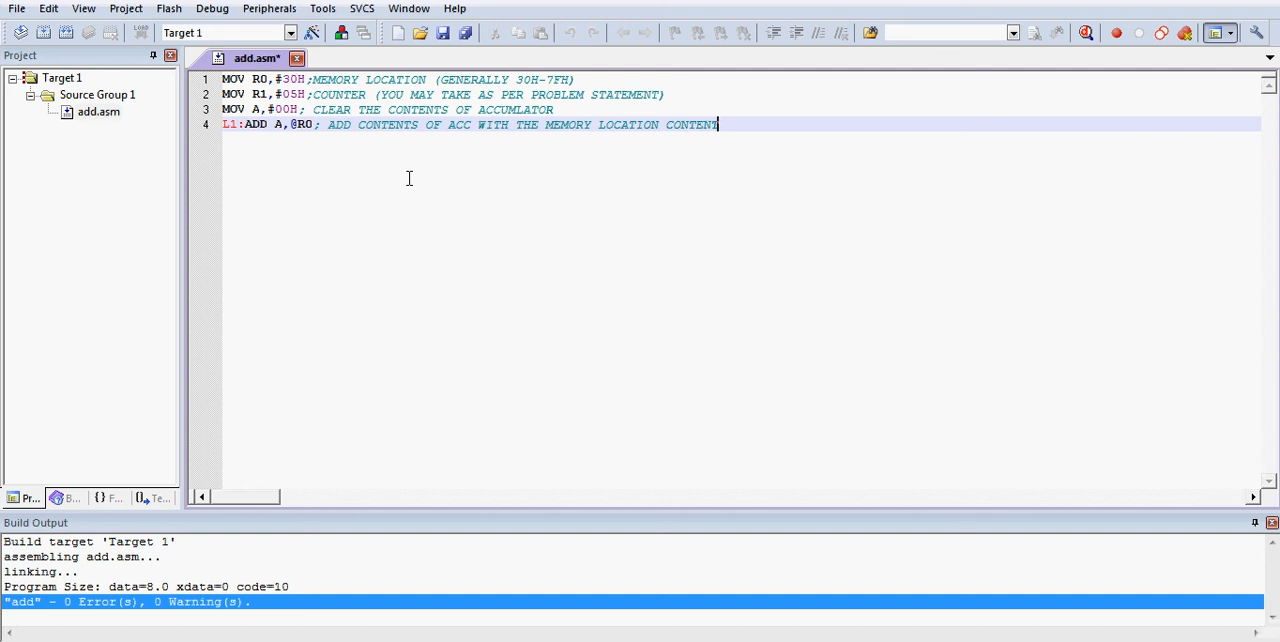 File Edit View Project Flash Debug Peripherals Tools SVCS Window Help
Target 1
Project
add.asm*
Target 1
Source Group 1
add.asm
1 MOV R0,#30H;MEMORY LOCATION (GENERALLY 30H-7FH)
2 MOV R1,#05H;COUNTER (YOU MAY TAKE AS PER PROBLEM STATEMENT)
3 MOV A,#00H; CLEAR THE CONTENTS OF ACCUMLATOR
4 L1:ADD A,@R0; ADD CONTENTS OF ACC WITH THE MEMORY LOCATION CONTENT
Pr... B... {} F... Te...
Build Output
Build target 'Target 1'
assembling add.asm...
linking...
Program Size: data=8.0 xdata=0 code=10
"add" - 0 Error(s), 0 Warning(s).